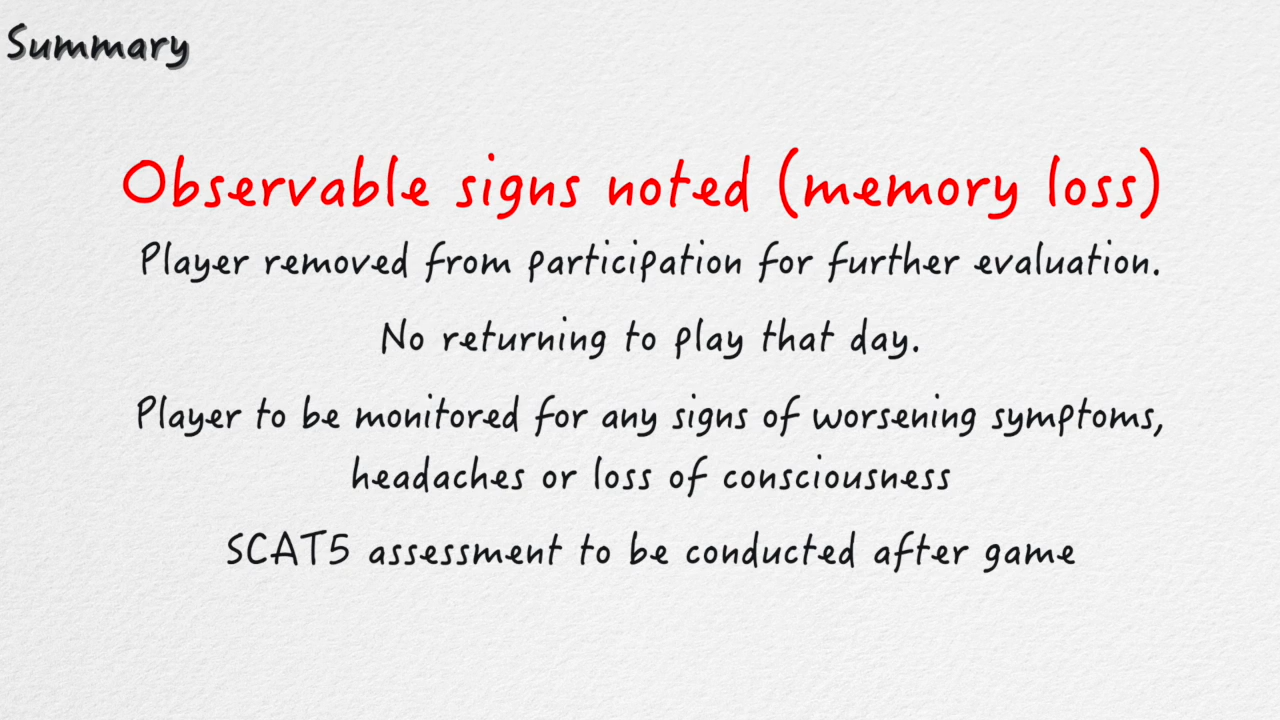 Summary
Observable signs noted (memory loss)
Player removed from participation for further evaluation.
No returning to play that day.
Player to be monitored for any signs of worsening symptoms,
headaches or loss of consciousness
SCAT5 assessment to be conducted after game